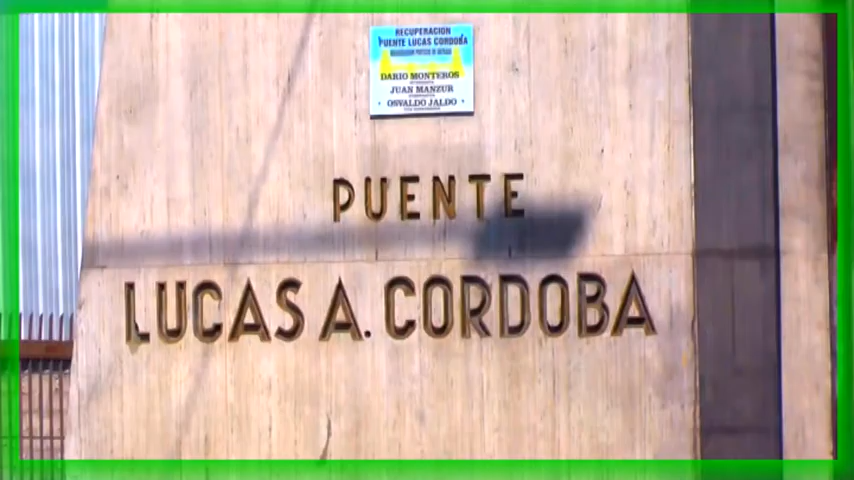 RECUPERACION
PUENTE LUCAS CORDOBA
DARIO MONTEROS
JUAN MANZUR
OSVALDO JALDO
PUENTE
LUCAS A. CORDOBA